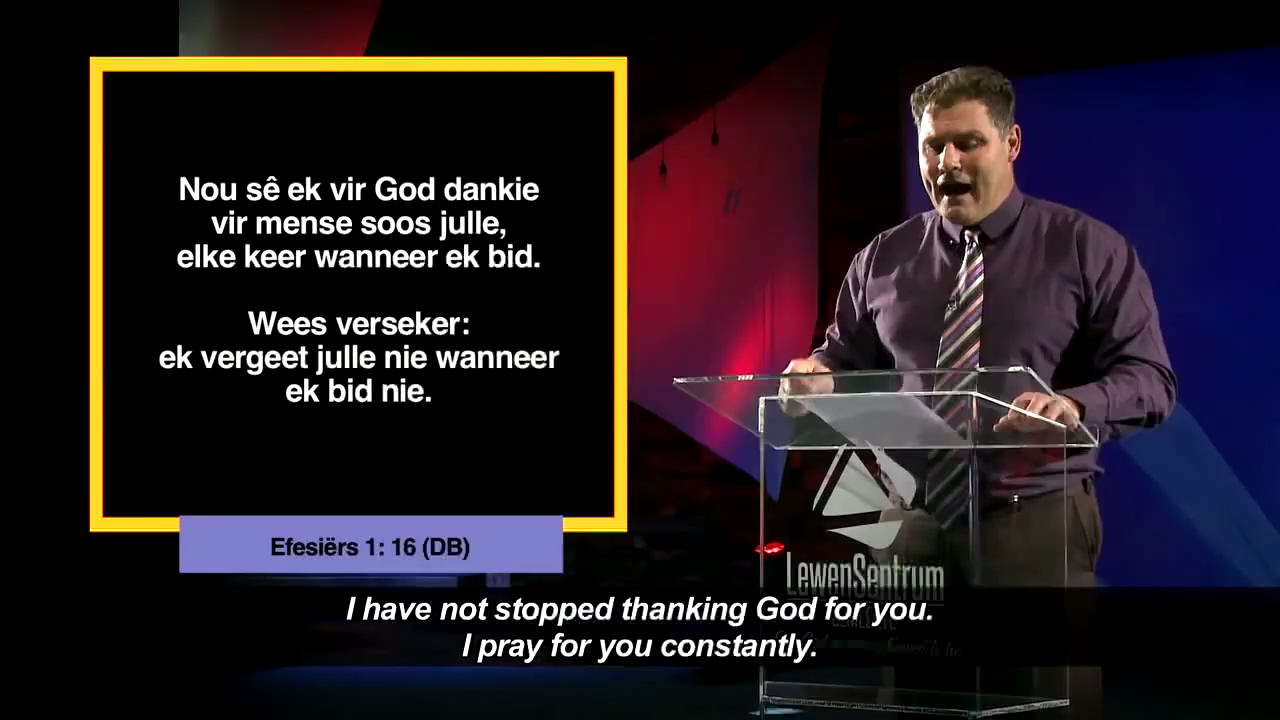 Nou sê ek vir God dankie
vir mense soos julle,
elke keer wanneer ek bid.
Wees verseker:
ek vergeet julle nie wanneer
ek bid nie.
Efesiërs 1: 16 (DB)
LewenSentrum
I have not stopped thanking God for you.
I pray for you constantly.